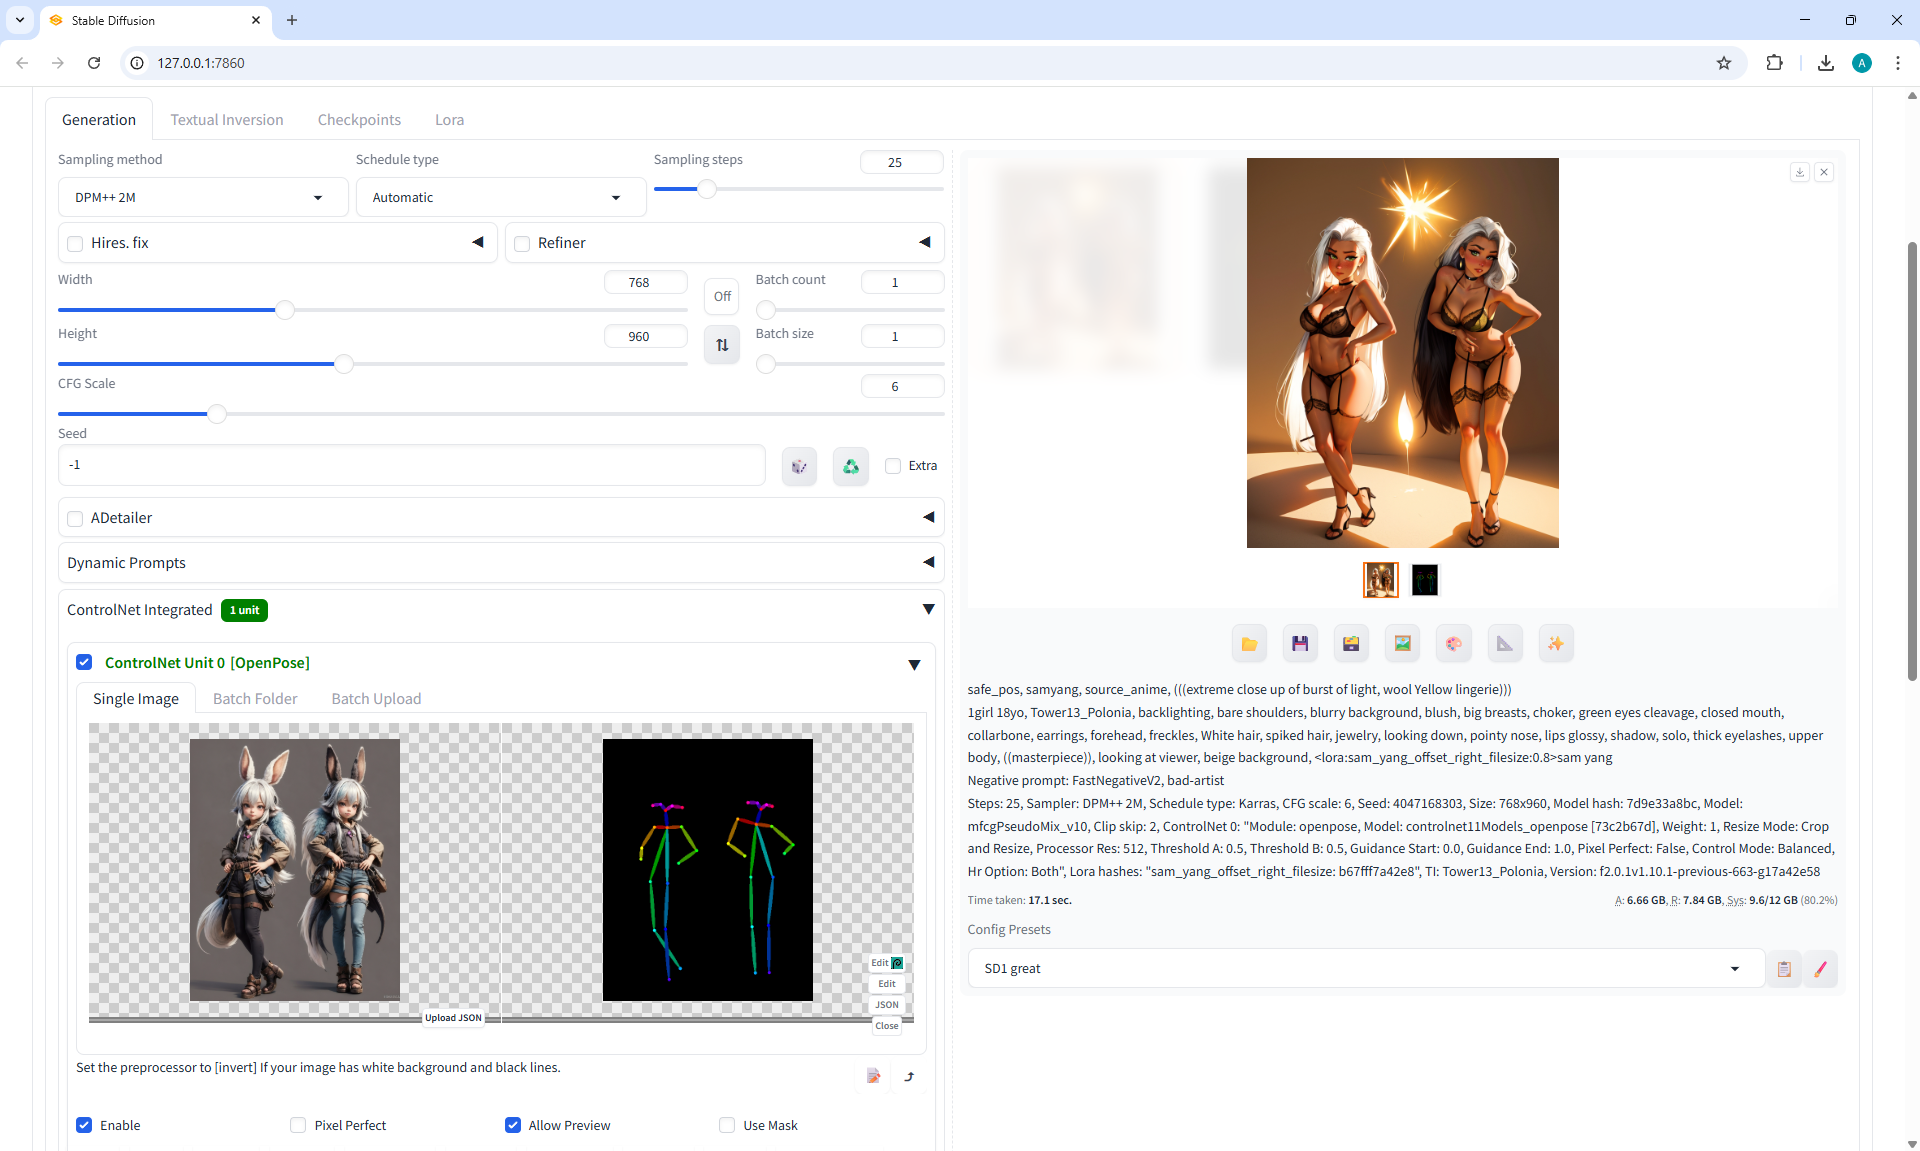 Stable Diffusion
127.0.0.1:7860
Generation Textual Inversion Checkpoints Lora
Sampling method
DPM++ 2M
Schedule type
Automatic
Sampling steps
25
Hires. fix
Refiner
Width
768
Height
960
Off
Batch count
1
Batch size
1
CFG Scale
6
Seed
-1
Extra
ADetailer
Dynamic Prompts
ControlNet Integrated 1 unit
ControlNet Unit 0 [OpenPose]
Single Image Batch Folder Batch Upload
Edit
Edit
JSON
Close
Upload JSON
Set the preprocessor to [invert] If your image has white background and black lines.
Enable Pixel Perfect Allow Preview Use Mask
safe_pos, samyang, source_anime, (((extreme close up of burst of light, wool Yellow lingerie)))
1girl 18yo, Tower13_Polonia, backlighting, bare shoulders, blurry background, blush, big breasts, choker, green eyes cleavage, closed mouth,
collarbone, earrings, forehead, freckles, White hair, spiked hair, jewelry, looking down, pointy nose, lips glossy, shadow, solo, thick eyelashes, upper
body, ((masterpiece)), looking at viewer, beige background, <lora:sam_yang_offset_right_filesize:0.8>sam yang
Negative prompt: FastNegativeV2, bad-artist
Steps: 25, Sampler: DPM++ 2M, Schedule type: Karras, CFG scale: 6, Seed: 4047168303, Size: 768x960, Model hash: 7d9e33a8bc, Model:
mfcgPseudoMix_v10, Clip skip: 2, ControlNet 0: "Module: openpose, Model: controlnet11Models_openpose [73c2b67d], Weight: 1, Resize Mode: Crop
and Resize, Processor Res: 512, Threshold A: 0.5, Threshold B: 0.5, Guidance Start: 0.0, Guidance End: 1.0, Pixel Perfect: False, Control Mode: Balanced,
Hr Option: Both", Lora hashes: "sam_yang_offset_right_filesize: b67fff7a42e8", TI: Tower13_Polonia, Version: f2.0.1v1.10.1-previous-663-g17a42e58
Time taken: 17.1 sec.
A: 6.66 GB, R: 7.84 GB, Sys: 9.6/12 GB (80.2%)
Config Presets
SD1 great
A